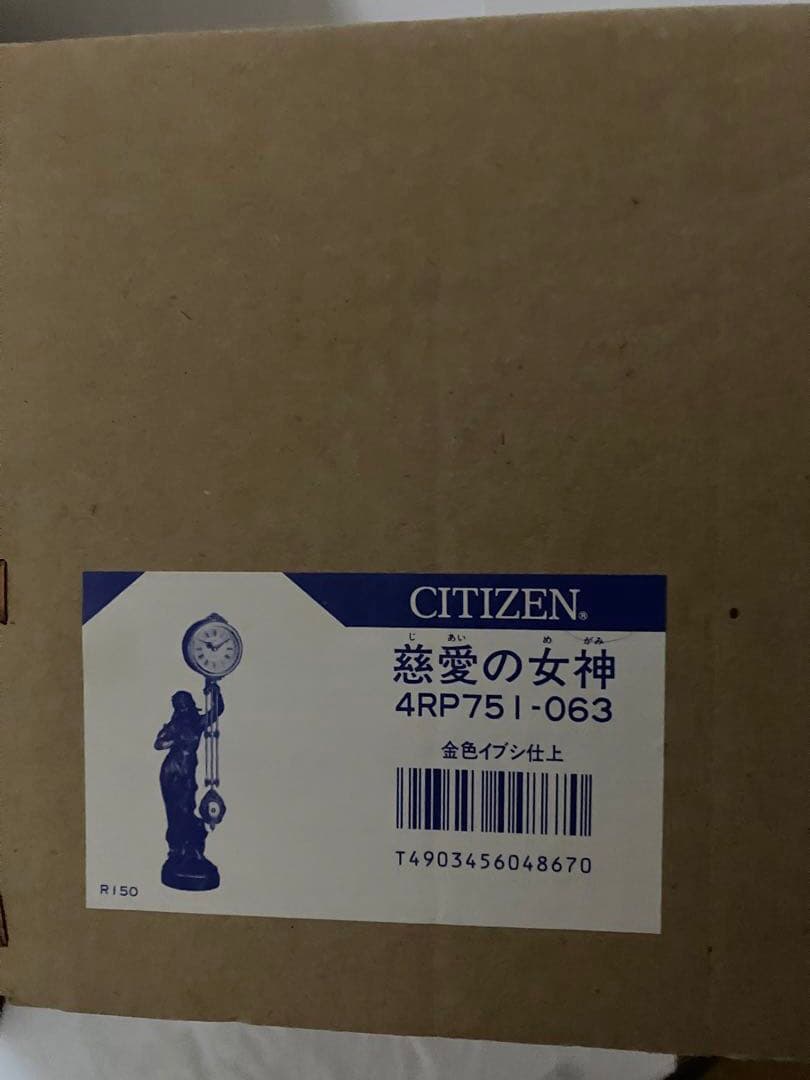 CITIZEN®
じ あい め がみ
慈愛の女神
4RP751-063
金色イブシ仕上
T4903456048670
R150